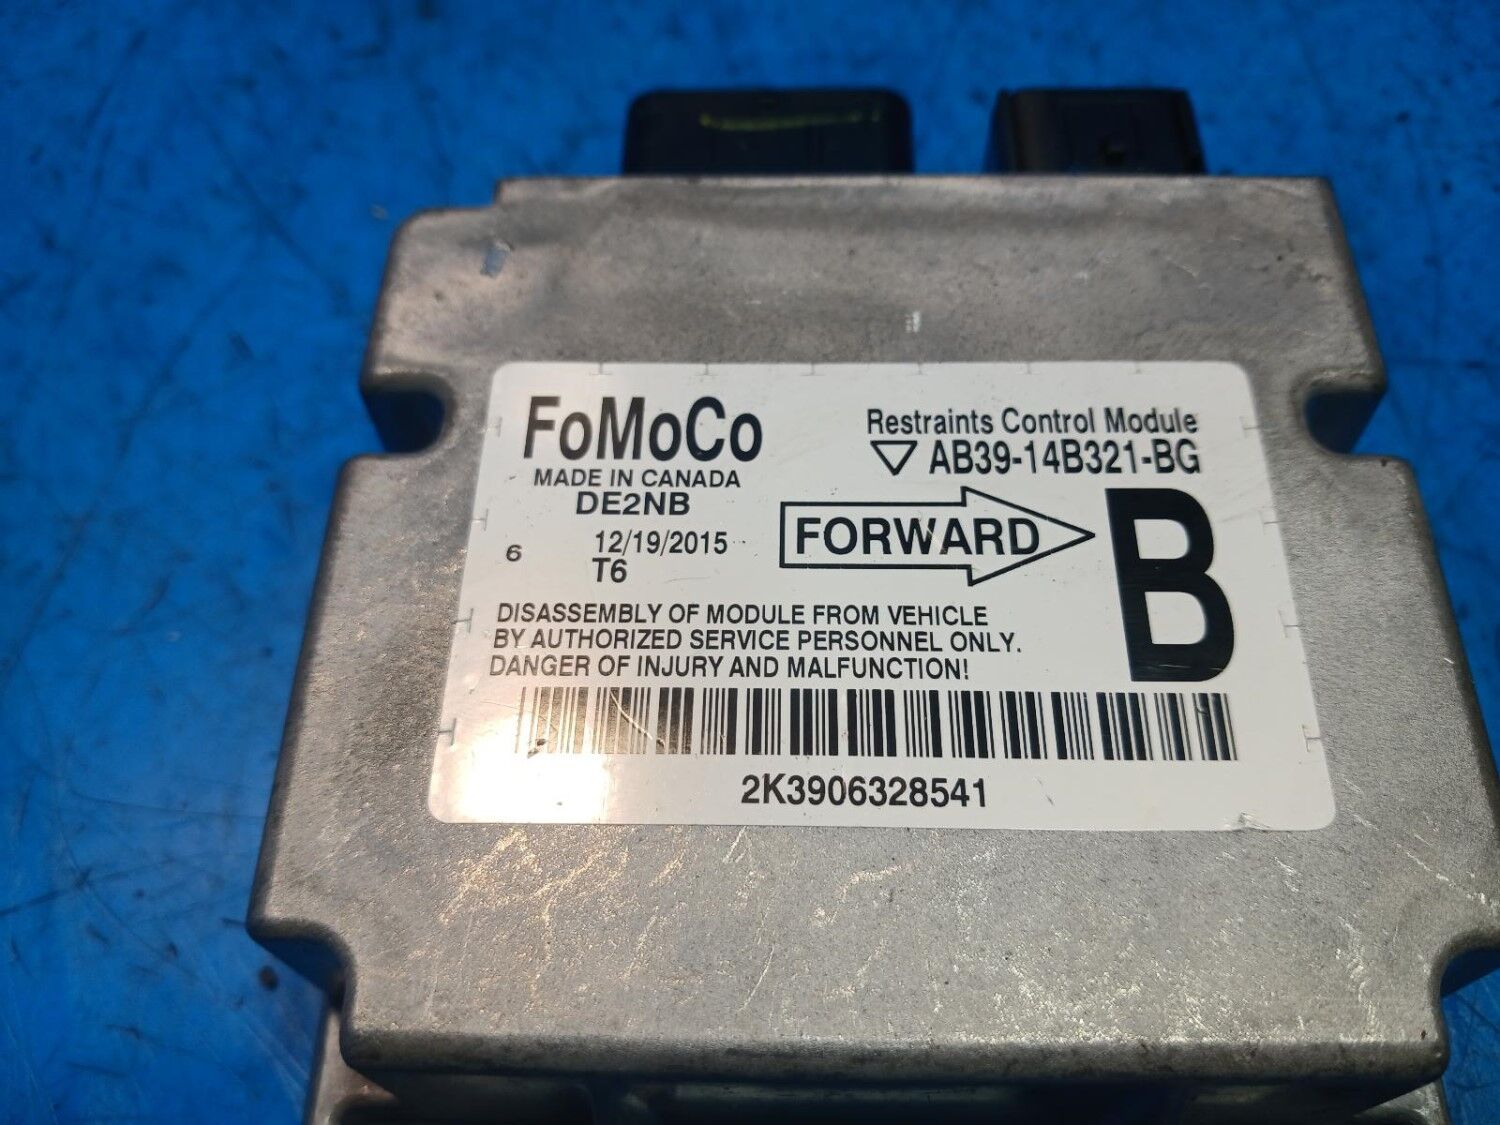 FoMoCo
MADE IN CANADA
DE2NB
6 12/19/2015
T6
Restraints Control Module
AB39-14B321-BG
FORWARD
B
DISASSEMBLY OF MODULE FROM VEHICLE
BY AUTHORIZED SERVICE PERSONNEL ONLY.
DANGER OF INJURY AND MALFUNCTION!
2K3906328541